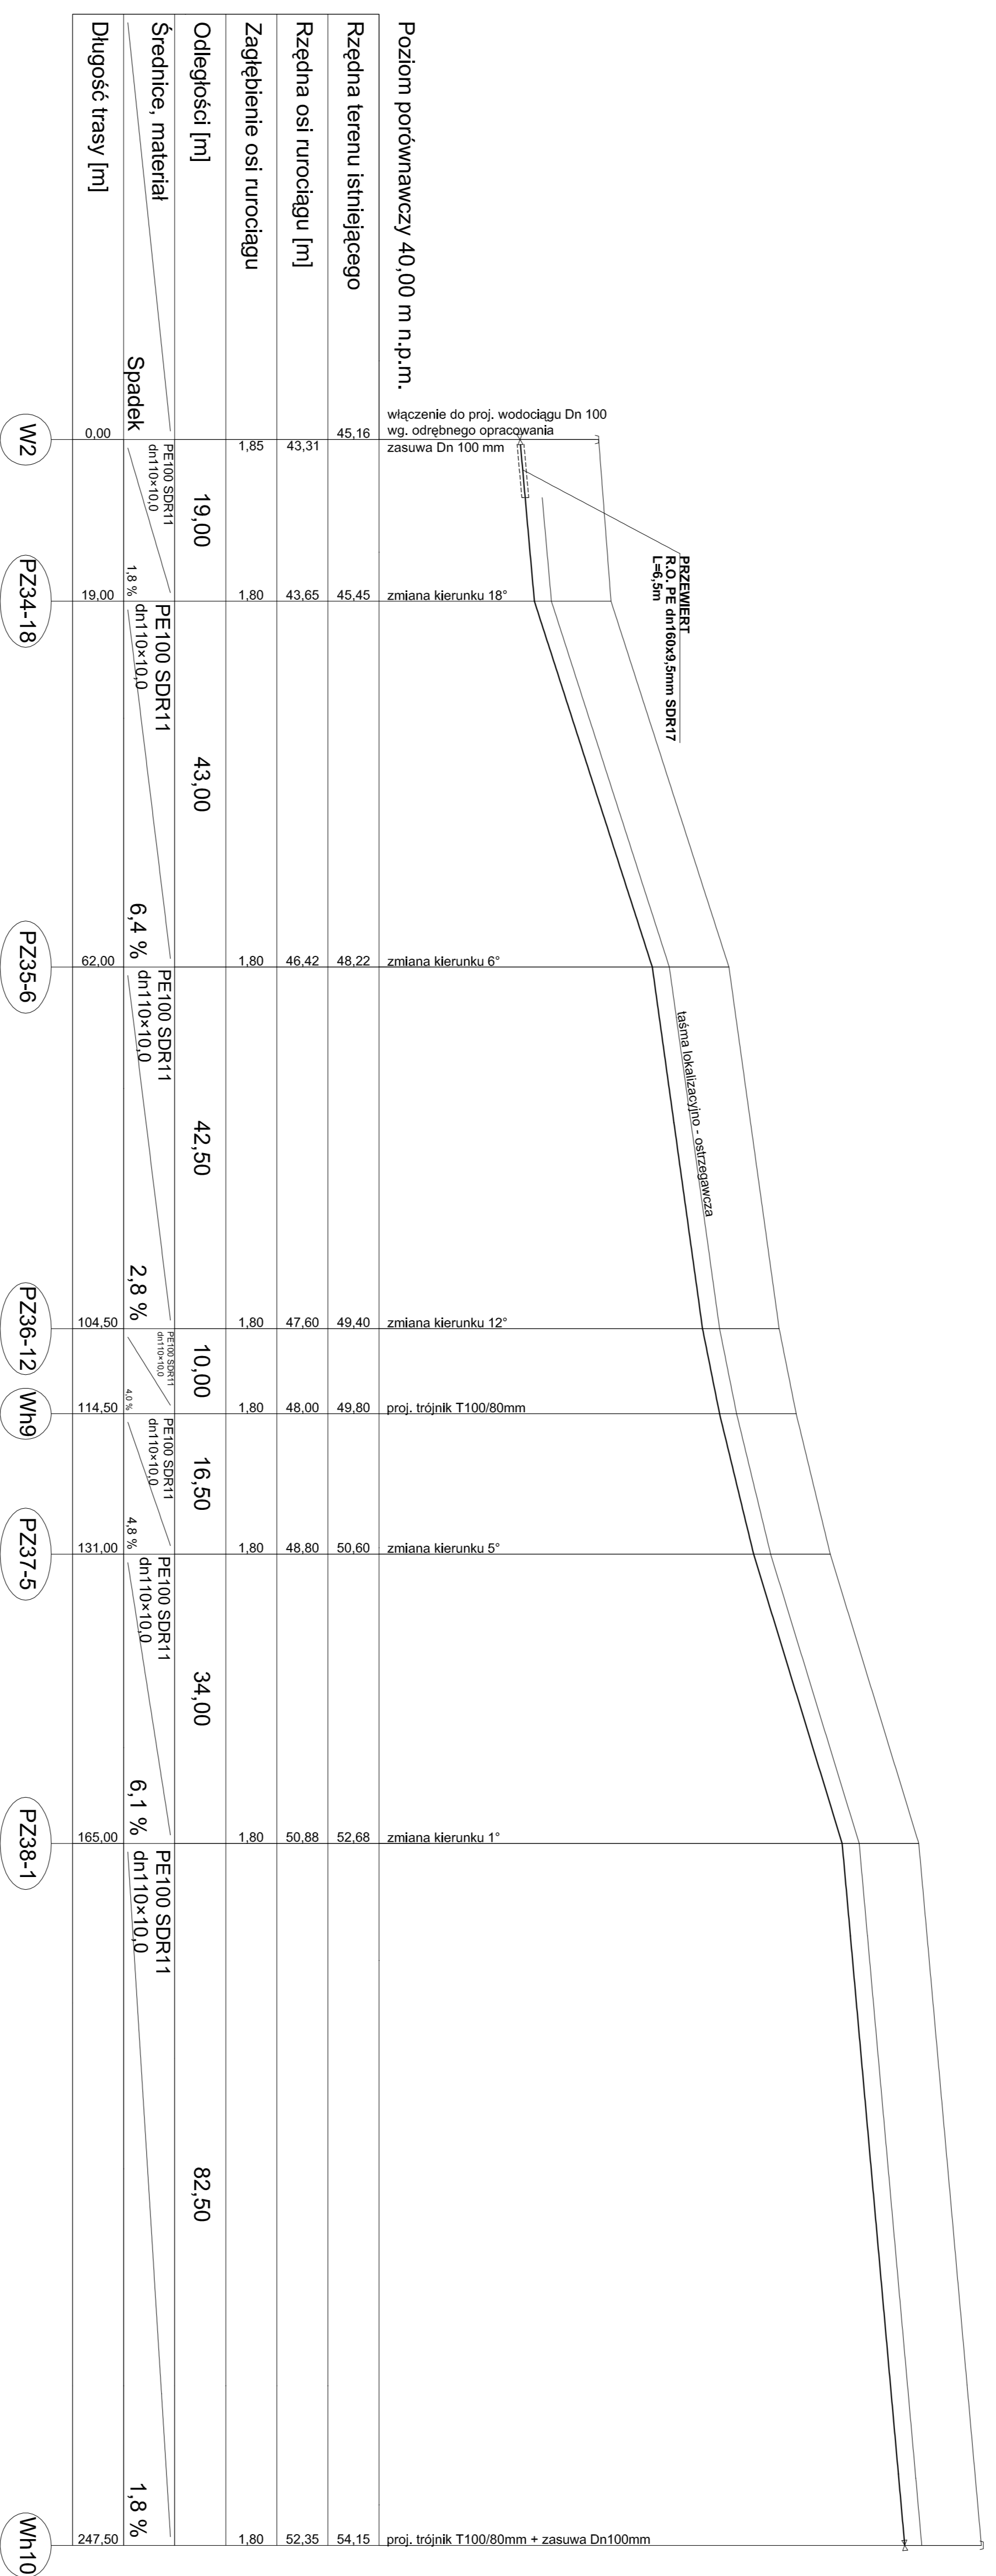 Poziom porównawczy 40,00 m n.p.m.
włączenie do proj. wodociągu Dn 100
wg. odrębnego opracowania
zasuwa Dn 100 mm
PRZEWIERT
R.O. PE dn160x9,5mm SDR17
L=6,5m
taśma lokalizacyjno - ostrzegawcza
zmiana kierunku 18°
zmiana kierunku 6°
zmiana kierunku 12°
proj. trójnik T100/80mm
zmiana kierunku 5°
zmiana kierunku 1°
proj. trójnik T100/80mm + zasuwa Dn100mm
Rzędna terenu istniejącego
45,16 45,45 48,22 49,40 49,80 50,60 52,68 54,15
Rzędna osi rurociągu [m]
43,31 43,65 46,42 47,60 48,00 48,80 50,88 52,35
Zagłębienie osi rurociągu
1,85 1,80 1,80 1,80 1,80 1,80 1,80 1,80
Odległości [m]
19,00 43,00 42,50 10,00 16,50 34,00 82,50
Średnice, materiał
Spadek
PE100 SDR11
dn110×10,0
1,8 %
PE100 SDR11
dn110×10,0
6,4 %
PE100 SDR11
dn110×10,0
2,8 %
PE100 SDR11
dn110×10,0
4,0 %
PE100 SDR11
dn110×10,0
4,8 %
PE100 SDR11
dn110×10,0
6,1 %
PE100 SDR11
dn110×10,0
1,8 %
Długość trasy [m]
0,00 19,00 62,00 104,50 114,50 131,00 165,00 247,50
W2 PZ34-18 PZ35-6 PZ36-12 Wh9 PZ37-5 PZ38-1 Wh10